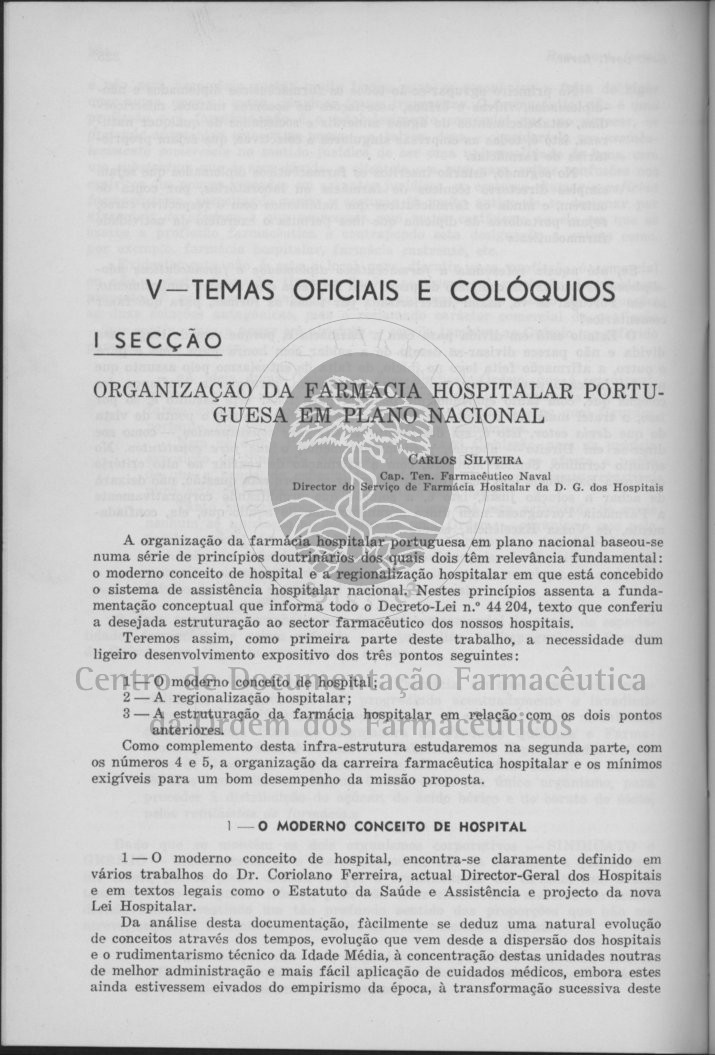 V—TEMAS OFICIAIS E COLÓQUIOS
I SECÇÃO
ORGANIZAÇÃO DA FARMÁCIA HOSPITALAR PORTU-
GUESA EM PLANO NACIONAL
CARLOS SILVEIRA
Cap. Ten. Farmacêutico Naval
Director do Serviço de Farmácia Hositalar da D. G. dos Hospitais
A organização da farmácia hospitalar portuguesa em plano nacional baseou-se
numa série de princípios doutrinários dos quais dois têm relevância fundamental:
o moderno conceito de hospital e a regionalização hospitalar em que está concebido
o sistema de assistência hospitalar nacional. Nestes princípios assenta a funda-
mentação conceptual que informa todo o Decreto-Lei n.º 44 204, texto que conferiu
a desejada estruturação ao sector farmacêutico dos nossos hospitais.
Teremos assim, como primeira parte deste trabalho, a necessidade dum
ligeiro desenvolvimento expositivo dos três pontos seguintes:
1 — O moderno conceito de hospital;
Centro de Documentação Farmacêutica
2 — A regionalização hospitalar;
3 — A estruturação da farmácia hospitalar em relação com os dois pontos
anteriores.
da Ordem dos Farmacêuticos
Como complemento desta infra-estrutura estudaremos na segunda parte, com
os números 4 e 5, a organização da carreira farmacêutica hospitalar e os mínimos
exigíveis para um bom desempenho da missão proposta.
1 — O MODERNO CONCEITO DE HOSPITAL
1 — O moderno conceito de hospital, encontra-se claramente definido em
vários trabalhos do Dr. Coriolano Ferreira, actual Director-Geral dos Hospitais
e em textos legais como o Estatuto da Saúde e Assistência e projecto da nova
Lei Hospitalar.
Da análise desta documentação, fàcilmente se deduz uma natural evolução
de conceitos através dos tempos, evolução que vem desde a dispersão dos hospitais
e o rudimentarismo técnico da Idade Média, à concentração destas unidades noutras
de melhor administração e mais fácil aplicação de cuidados médicos, embora estes
ainda estivessem eivados do empirismo da época, à transformação sucessiva deste